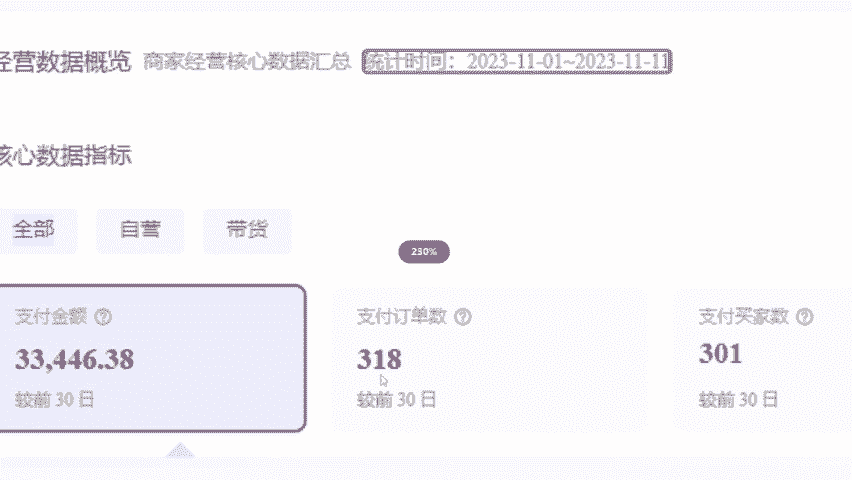 经营数据概览 商家经营核心数据汇总 统计时间：2023-11-01~2023-11-11
核心数据指标
全部 自营 带货
230%
支付金额 支付订单数 支付买家数
33,446.38 318 301
较前 30 日 较前 30 日 较前 30 日